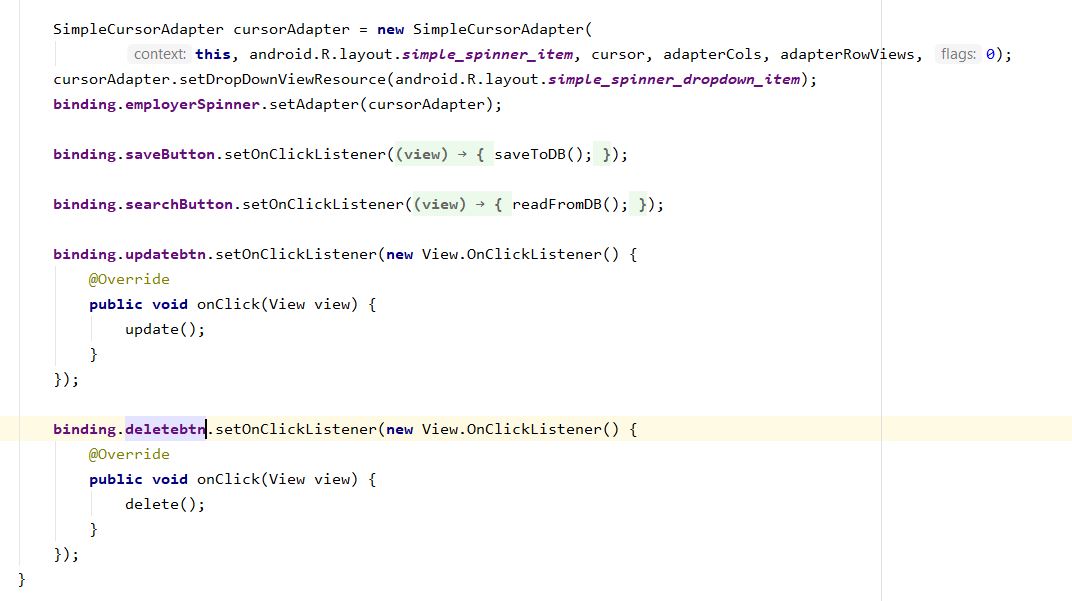 SimpleCursorAdapter cursorAdapter = new SimpleCursorAdapter(
context: this, android.R.layout.simple_spinner_item, cursor, adapterCols, adapterRowViews, flags: 0);
cursorAdapter.setDropDownViewResource(android.R.layout.simple_spinner_dropdown_item);
binding.employerSpinner.setAdapter(cursorAdapter);
binding.saveButton.setOnClickListener((view) → { saveToDB(); });
binding.searchButton.setOnClickListener((view) → { readFromDB(); });
binding.updatebtn.setOnClickListener(new View.OnClickListener() {
@Override
public void onClick(View view) {
update();
}
});
binding.deletebtn.setOnClickListener(new View.OnClickListener() {
@Override
public void onClick(View view) {
delete();
}
});
}